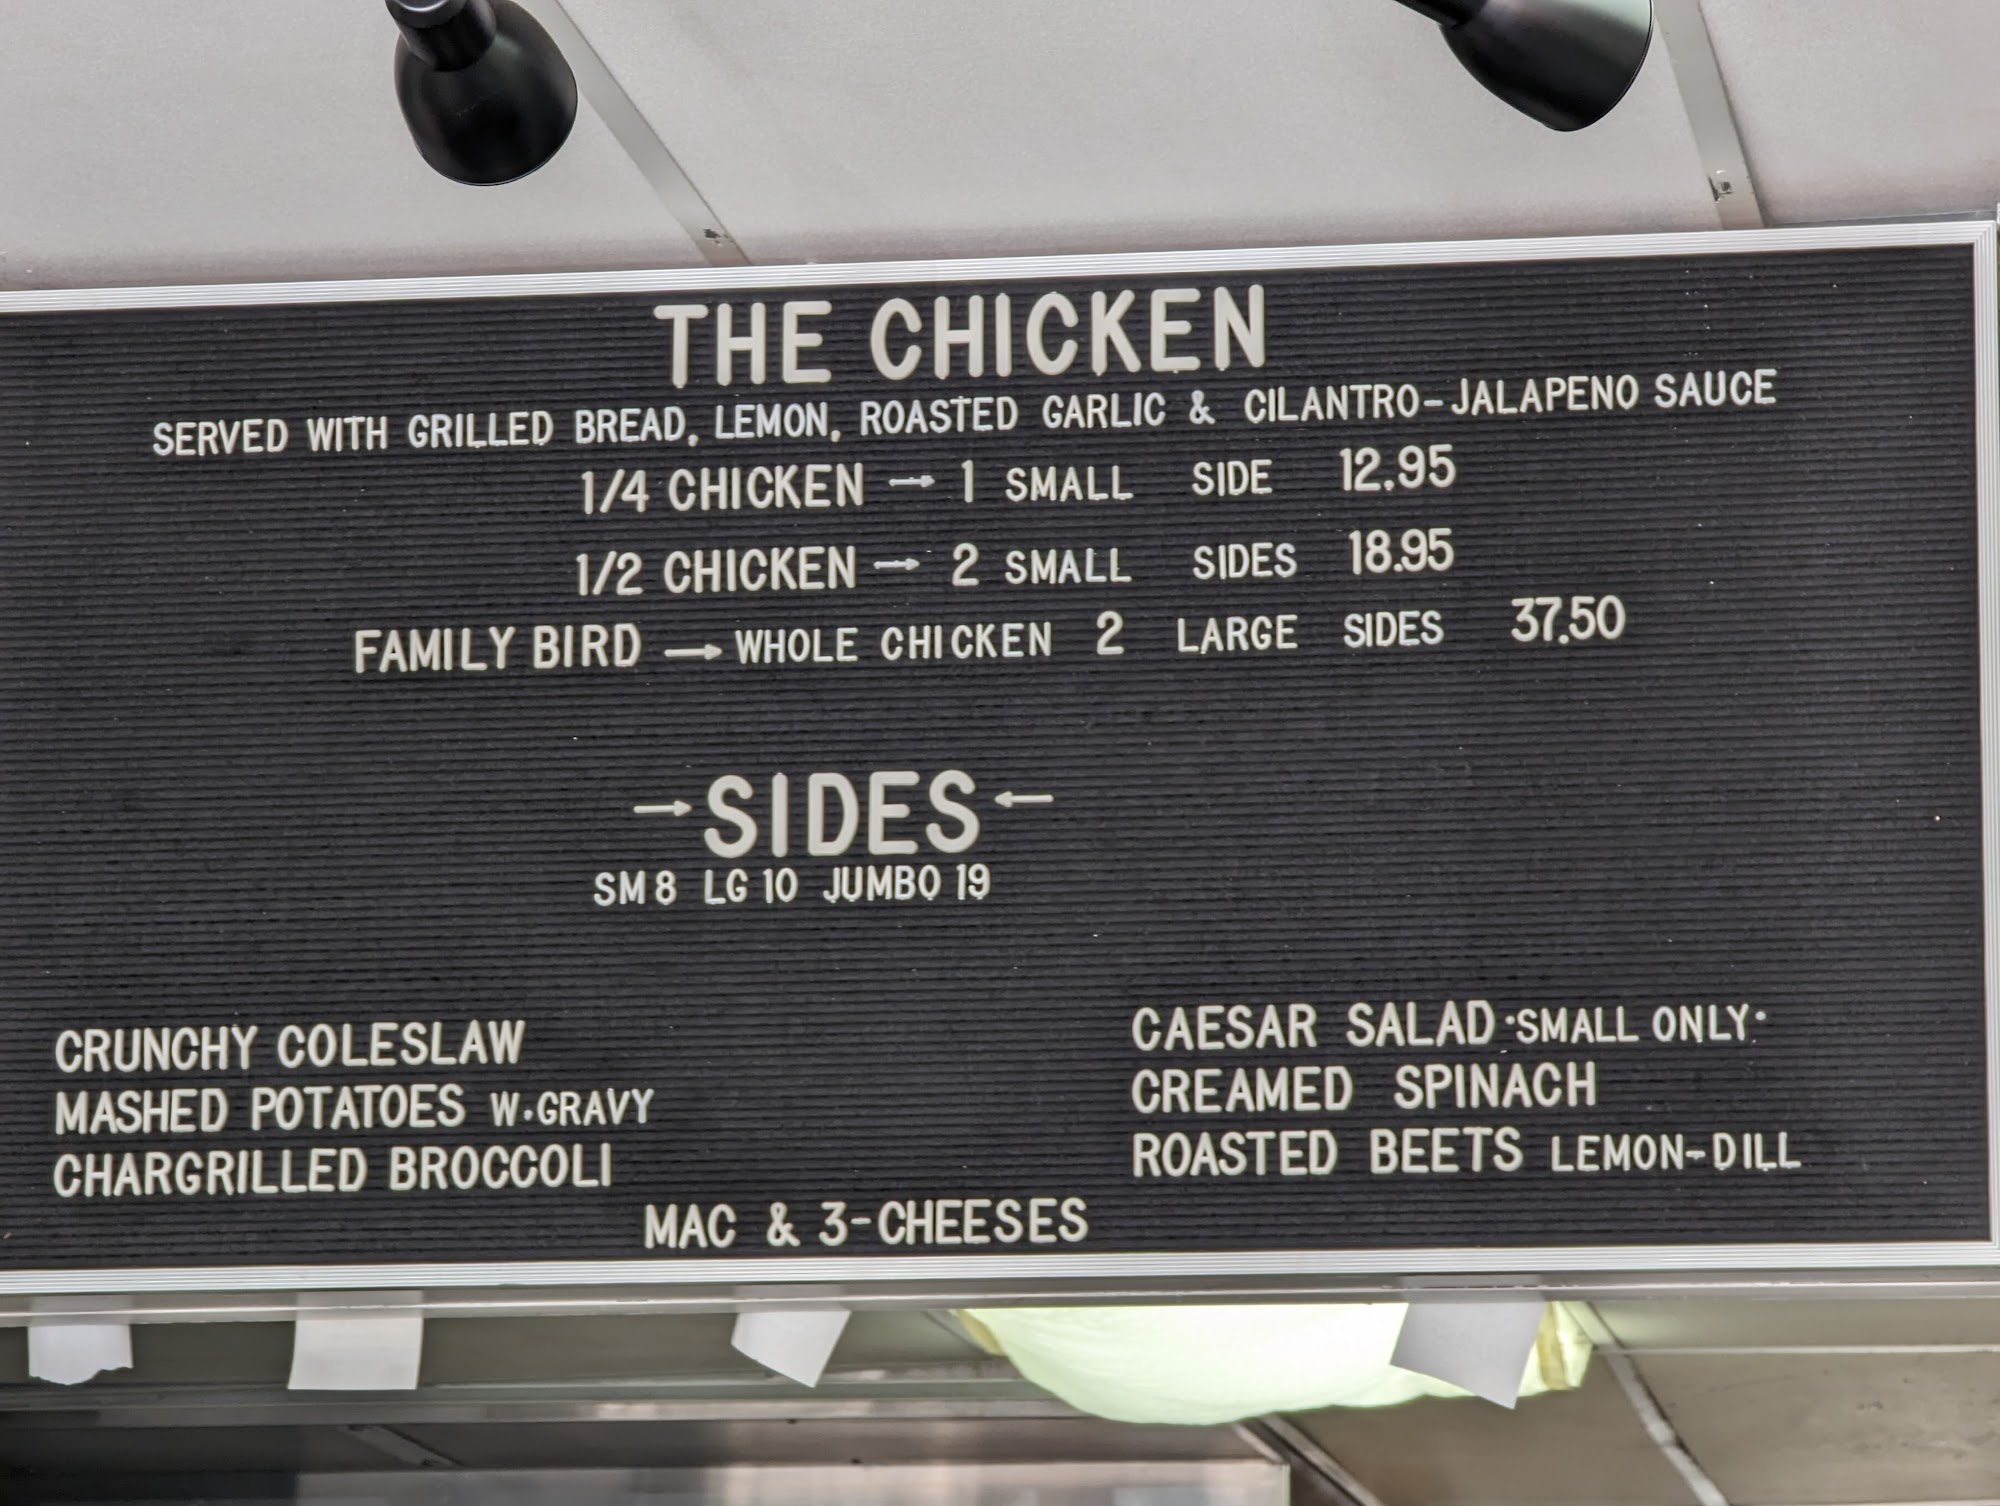 THE CHICKEN
SERVED WITH GRILLED BREAD, LEMON, ROASTED GARLIC & CILANTRO-JALAPENO SAUCE
1/4 CHICKEN → 1 SMALL SIDE 12.95
1/2 CHICKEN → 2 SMALL SIDES 18.95
FAMILY BIRD → WHOLE CHICKEN 2 LARGE SIDES 37.50
→ SIDES ←
SM 8 LG 10 JUMBO 19
CRUNCHY COLESLAW
MASHED POTATOES W.GRAVY
CHARGRILLED BROCCOLI
CAESAR SALAD ·SMALL ONLY·
CREAMED SPINACH
ROASTED BEETS LEMON-DILL
MAC & 3-CHEESES